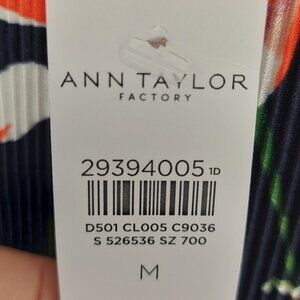 ANN TAYLOR
FACTORY
29394005 1D
D501 CL005 C9036
S 526536 SZ 700
M